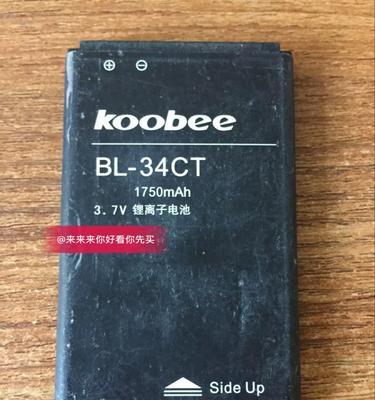 ⊕ ⊖
koobee
BL-34CT
1750mAh
3.7V 锂离子电池
@来来来你好看你先买
Side Up